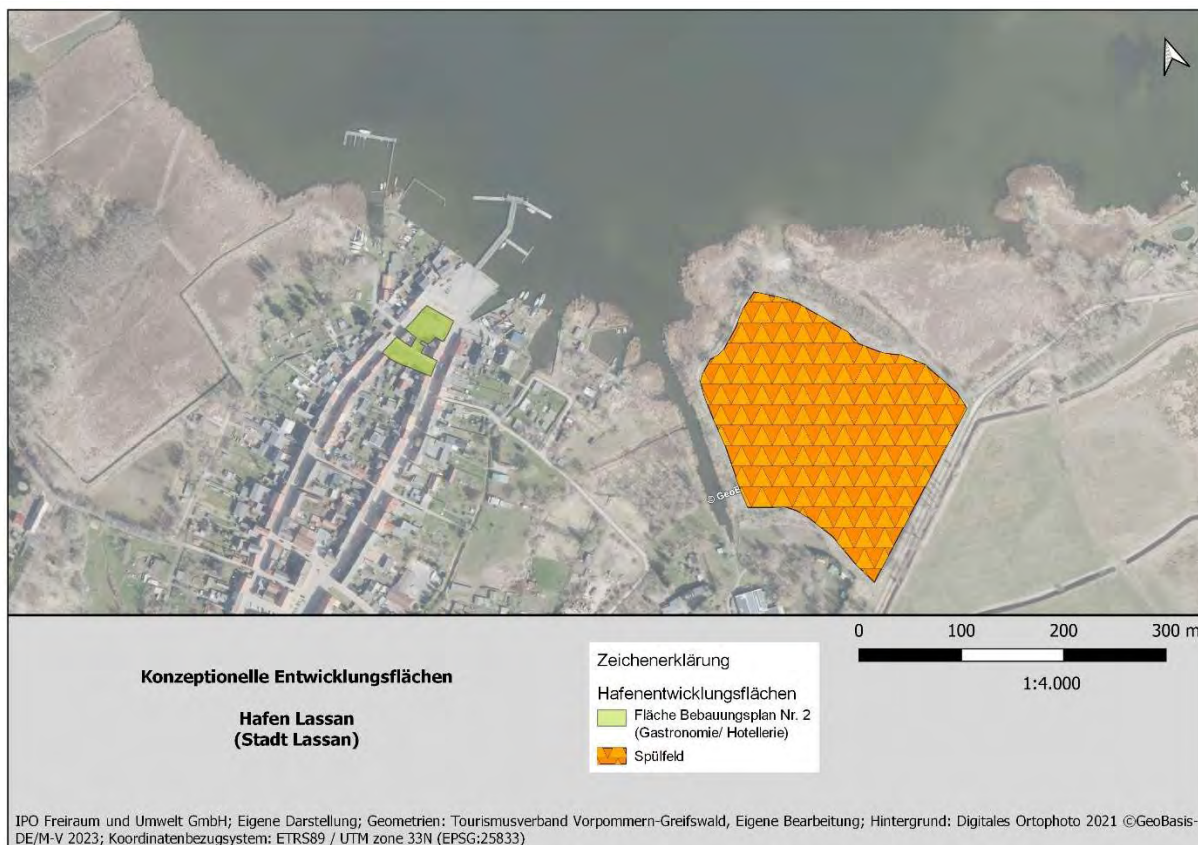 © GeoB
0 100 200 300 m
1:4.000
Konzeptionelle Entwicklungsflächen
Hafen Lassan
(Stadt Lassan)
Zeichenerklärung
Hafenentwicklungsflächen
Fläche Bebauungsplan Nr. 2
(Gastronomie/ Hotellerie)
Spülfeld
IPO Freiraum und Umwelt GmbH; Eigene Darstellung; Geometrien: Tourismusverband Vorpommern-Greifswald, Eigene Bearbeitung; Hintergrund: Digitales Ortophoto 2021 ©GeoBasis-
DE/M-V 2023; Koordinatenbezugsystem: ETRS89 / UTM zone 33N (EPSG:25833)